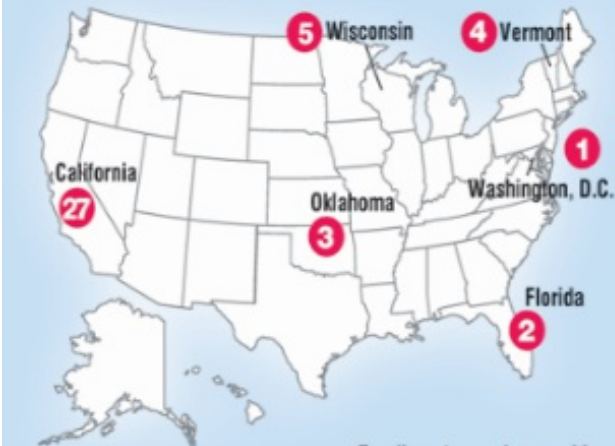 5 Wisconsin
4 Vermont
1
Washington, D.C.
California
27
Oklahoma
3
Florida
2